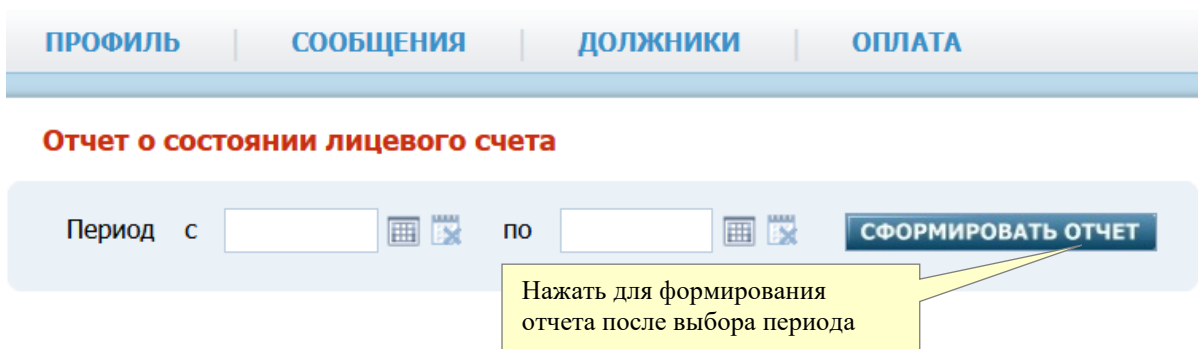 ПРОФИЛЬ СООБЩЕНИЯ ДОЛЖНИКИ ОПЛАТА
Отчет о состоянии лицевого счета
Период с по СФОРМИРОВАТЬ ОТЧЕТ
Нажать для формирования
отчета после выбора периода